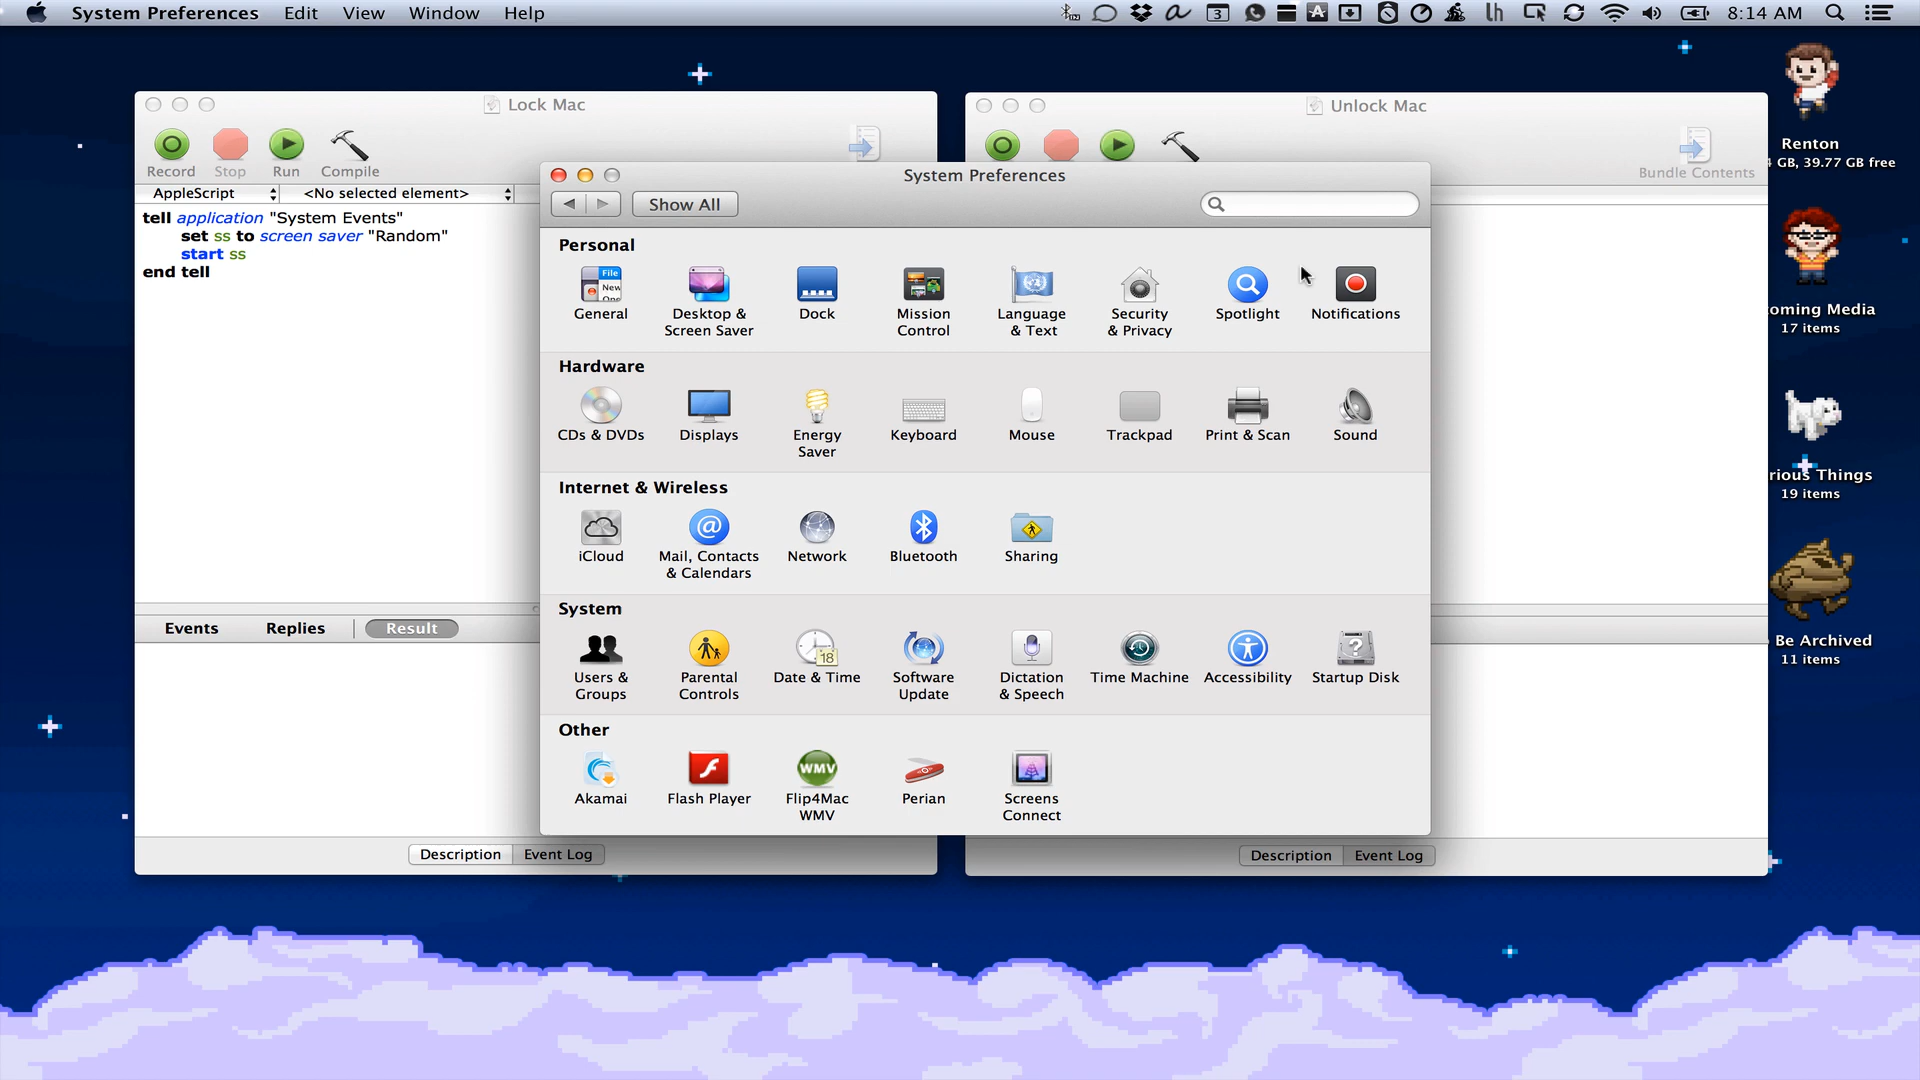 System Preferences Edit View Window Help
3
8:14 AM
Lock Mac
Record Stop Run Compile
AppleScript <No selected element>
tell application "System Events"
set ss to screen saver "Random"
start ss
end tell
Events Replies Result
Description Event Log
Unlock Mac
Bundle Contents
Description Event Log
System Preferences
Show All
Personal
General
Desktop & Screen Saver
Dock
Mission Control
Language & Text
Security & Privacy
Spotlight
Notifications
Hardware
CDs & DVDs
Displays
Energy Saver
Keyboard
Mouse
Trackpad
Print & Scan
Sound
Internet & Wireless
iCloud
Mail, Contacts & Calendars
Network
Bluetooth
Sharing
System
Users & Groups
Parental Controls
18
Date & Time
Software Update
Dictation & Speech
Time Machine
Accessibility
Startup Disk
Other
Akamai
Flash Player
WMV
Flip4Mac WMV
Perian
Screens Connect
Renton
GB, 39.77 GB free
oming Media
17 items
rious Things
19 items
Be Archived
11 items